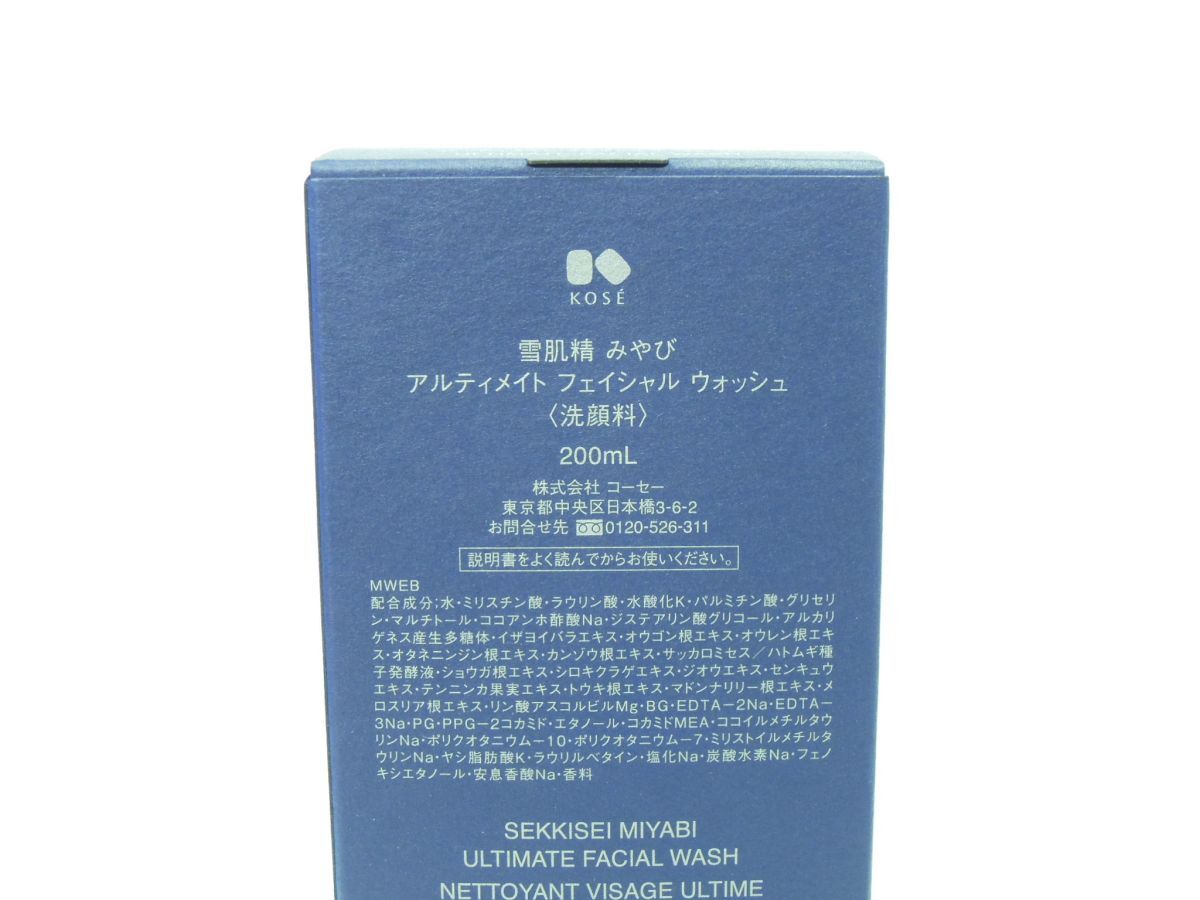 KOSÉ
雪肌精 みやび
アルティメイト フェイシャル ウォッシュ
〈洗顔料〉
200mL
株式会社 コーセー
東京都中央区日本橋3-6-2
お問合せ先 0120-526-311
説明書をよく読んでからお使いください。
MWEB
配合成分;水・ミリスチン酸・ラウリン酸・水酸化K・パルミチン酸・グリセリ
ン・マルチトール・ココアンホ酢酸Na・ジステアリン酸グリコール・アルカリ
ゲネス産生多糖体・イザヨイバラエキス・オウゴン根エキス・オウレン根エキ
ス・オタネニンジン根エキス・カンゾウ根エキス・サッカロミセス/ハトムギ種
子発酵液・ショウガ根エキス・シロキクラゲエキス・ジオウエキス・センキュウ
エキス・テンニンカ果実エキス・トウキ根エキス・マドンナリリー根エキス・メ
ロスリア根エキス・リン酸アスコルビルMg・BG・EDTA-2Na・EDTA-
3Na・PG・PPG-2コカミド・エタノール・コカミドMEA・ココイルメチルタウ
リンNa・ポリクオタニウム-10・ポリクオタニウム-7・ミリストイルメチルタ
ウリンNa・ヤシ脂肪酸K・ラウリルベタイン・塩化Na・炭酸水素Na・フェノ
キシエタノール・安息香酸Na・香料
SEKKISEI MIYABI
ULTIMATE FACIAL WASH
NETTOYANT VISAGE ULTIME